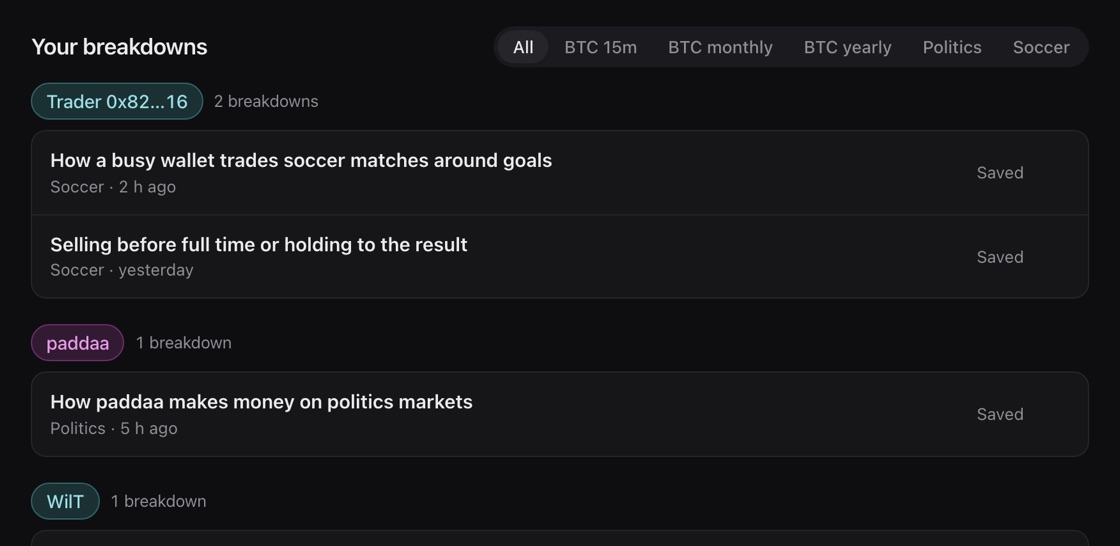 Your breakdowns
All BTC 15m BTC monthly BTC yearly Politics Soccer
Trader 0x82...16 2 breakdowns
How a busy wallet trades soccer matches around goals
Soccer · 2 h ago
Saved
Selling before full time or holding to the result
Soccer · yesterday
Saved
paddaa 1 breakdown
How paddaa makes money on politics markets
Politics · 5 h ago
Saved
WilT 1 breakdown